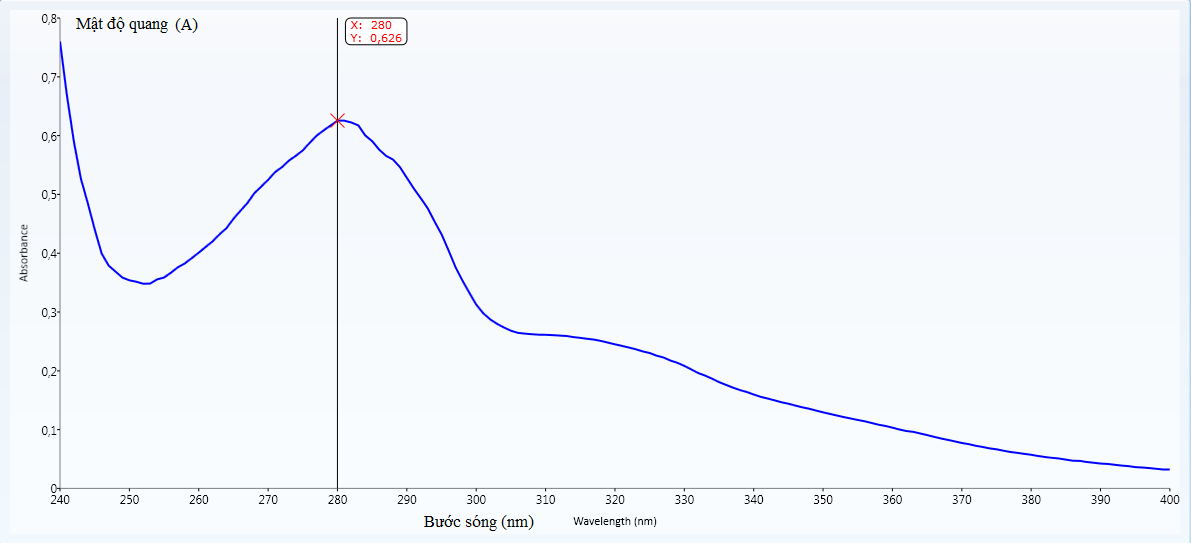 Mật độ quang (A)
X: 280
Y: 0,626
Absorbance
0,8
0,7
0,6
0,5
0,4
0,3
0,2
0,1
0
240 250 260 270 280 290 300 310 320 330 340 350 360 370 380 390 400
Bước sóng (nm) Wavelength (nm)